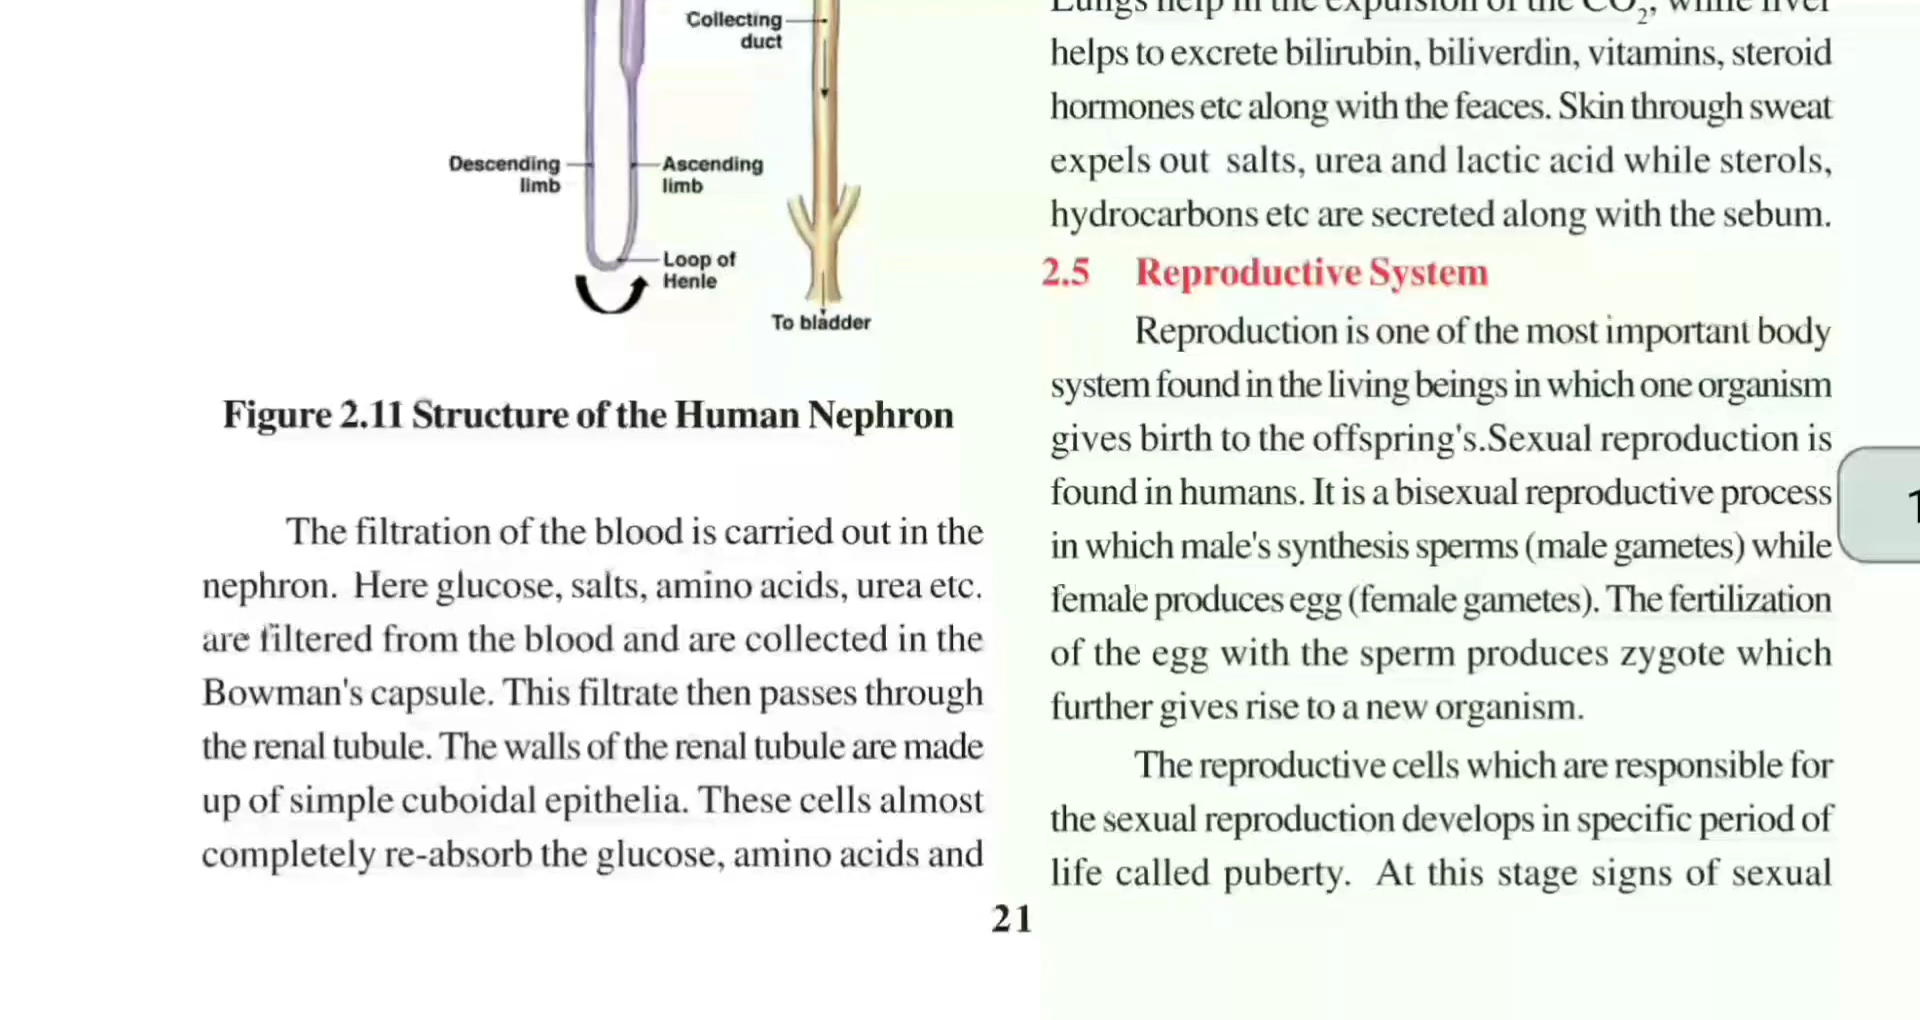 Collecting
duct
Descending
limb
Ascending
limb
Loop of
Henle
To bladder
Figure 2.11 Structure of the Human Nephron
The filtration of the blood is carried out in the
nephron. Here glucose, salts, amino acids, urea etc.
are filtered from the blood and are collected in the
Bowman's capsule. This filtrate then passes through
the renal tubule. The walls of the renal tubule are made
up of simple cuboidal epithelia. These cells almost
completely re-absorb the glucose, amino acids and
Lungs help in the expulsion of the CO₂, while liver
helps to excrete bilirubin, biliverdin, vitamins, steroid
hormones etc along with the feaces. Skin through sweat
expels out salts, urea and lactic acid while sterols,
hydrocarbons etc are secreted along with the sebum.
2.5 Reproductive System
Reproduction is one of the most important body
system found in the living beings in which one organism
gives birth to the offspring's.Sexual reproduction is
found in humans. It is a bisexual reproductive process
in which male's synthesis sperms (male gametes) while
female produces egg (female gametes). The fertilization
of the egg with the sperm produces zygote which
further gives rise to a new organism.
The reproductive cells which are responsible for
the sexual reproduction develops in specific period of
life called puberty. At this stage signs of sexual
21